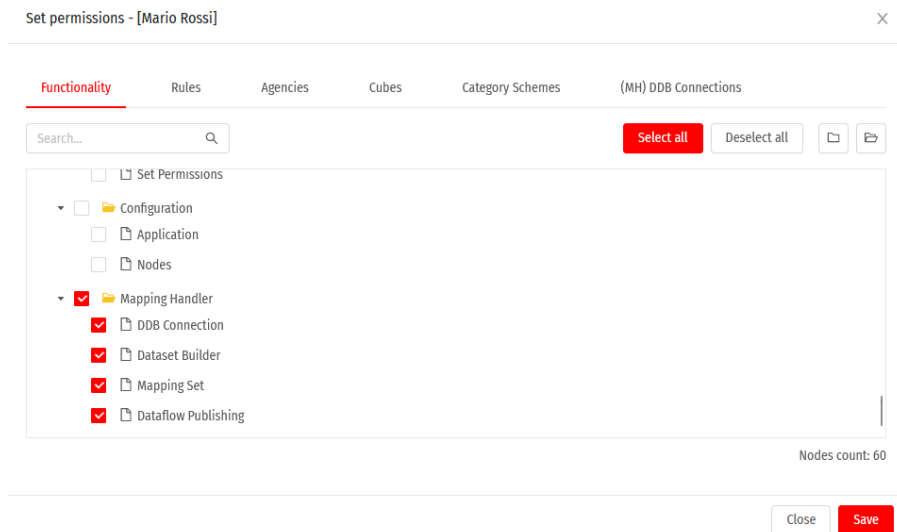 Set permissions - [Mario Rossi]
Functionality Rules Agencies Cubes Category Schemes (MH) DDB Connections
Search... Select all Deselect all
Set Permissions
Configuration
Application
Nodes
Mapping Handler
DDB Connection
Dataset Builder
Mapping Set
Dataflow Publishing
Nodes count: 60
Close Save